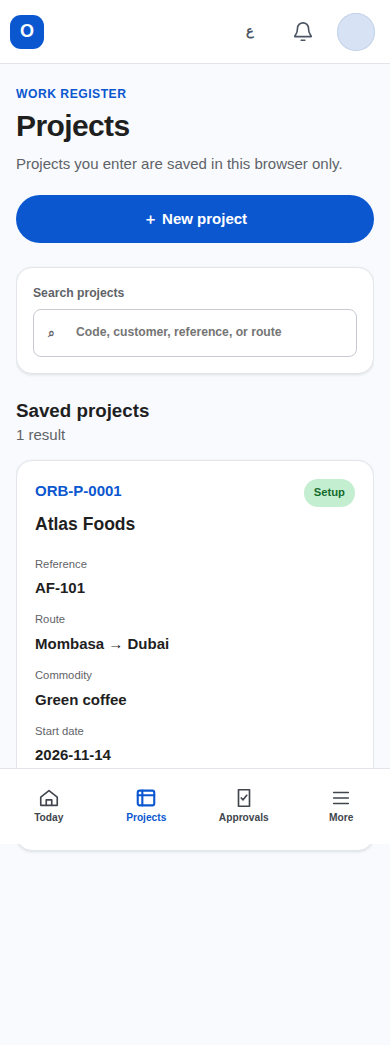 O
ع
WORK REGISTER
Projects
Projects you enter are saved in this browser only.
+ New project
Search projects
Code, customer, reference, or route
Saved projects
1 result
ORB-P-0001
Setup
Atlas Foods
Reference
AF-101
Route
Mombasa → Dubai
Commodity
Green coffee
Start date
2026-11-14
Today
Projects
Approvals
More